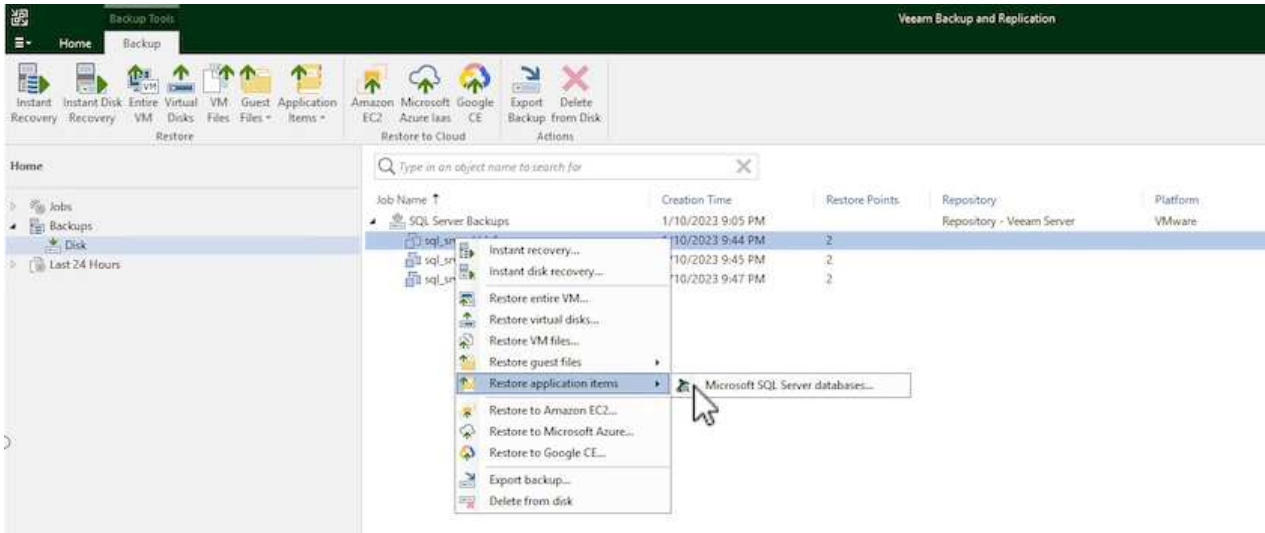 Backup Tools
Veeam Backup and Replication
Home Backup
Instant Recovery
Instant Disk Recovery
Entire VM
Virtual Disks
VM Files
Guest Files
Application Items
Amazon EC2
Microsoft Azure Iaas
Google CE
Export Backup
Delete from Disk
Restore
Restore to Cloud
Actions
Home
Jobs
Backups
Disk
Last 24 Hours
Type in an object name to search for
Job Name Creation Time Restore Points Repository Platform
SQL Server Backups 1/10/2023 9:05 PM Repository - Veeam Server VMware
10/2023 9:44 PM 2
10/2023 9:45 PM 2
10/2023 9:47 PM 2
Instant recovery...
Instant disk recovery...
Restore entire VM...
Restore virtual disks...
Restore VM files...
Restore guest files
Restore application items
Microsoft SQL Server databases...
Restore to Amazon EC2...
Restore to Microsoft Azure...
Restore to Google CE...
Export backup...
Delete from disk